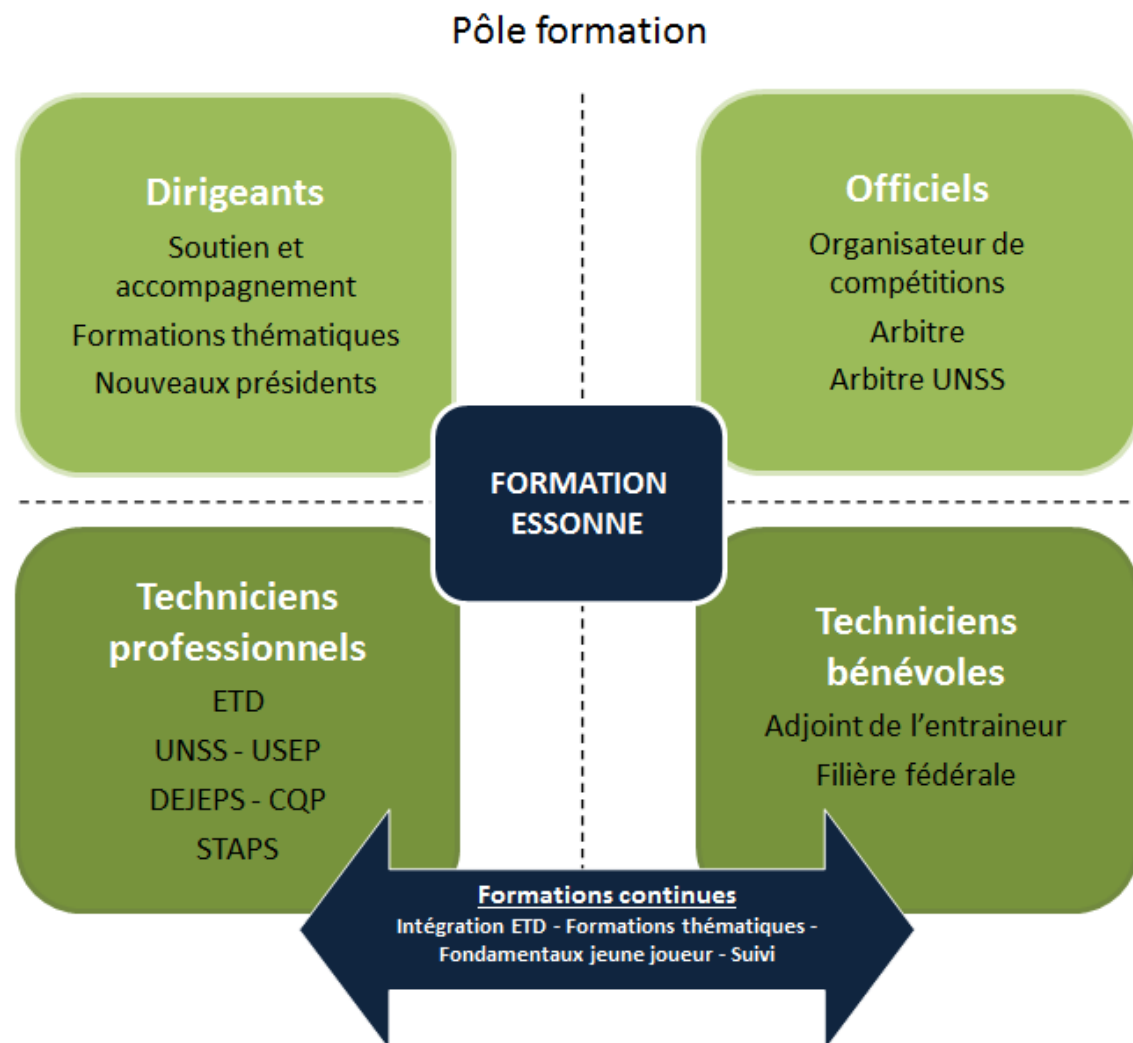 Pôle formation
Dirigeants
Soutien et
accompagnement
Formations thématiques
Nouveaux présidents
Officiels
Organisateur de
compétitions
Arbitre
Arbitre UNSS
FORMATION
ESSONNE
Techniciens
professionnels
ETD
UNSS - USEP
DEJEPS - CQP
STAPS
Techniciens
bénévoles
Adjoint de l’entraineur
Filière fédérale
Formations continues
Intégration ETD - Formations thématiques -
Fondamentaux jeune joueur - Suivi